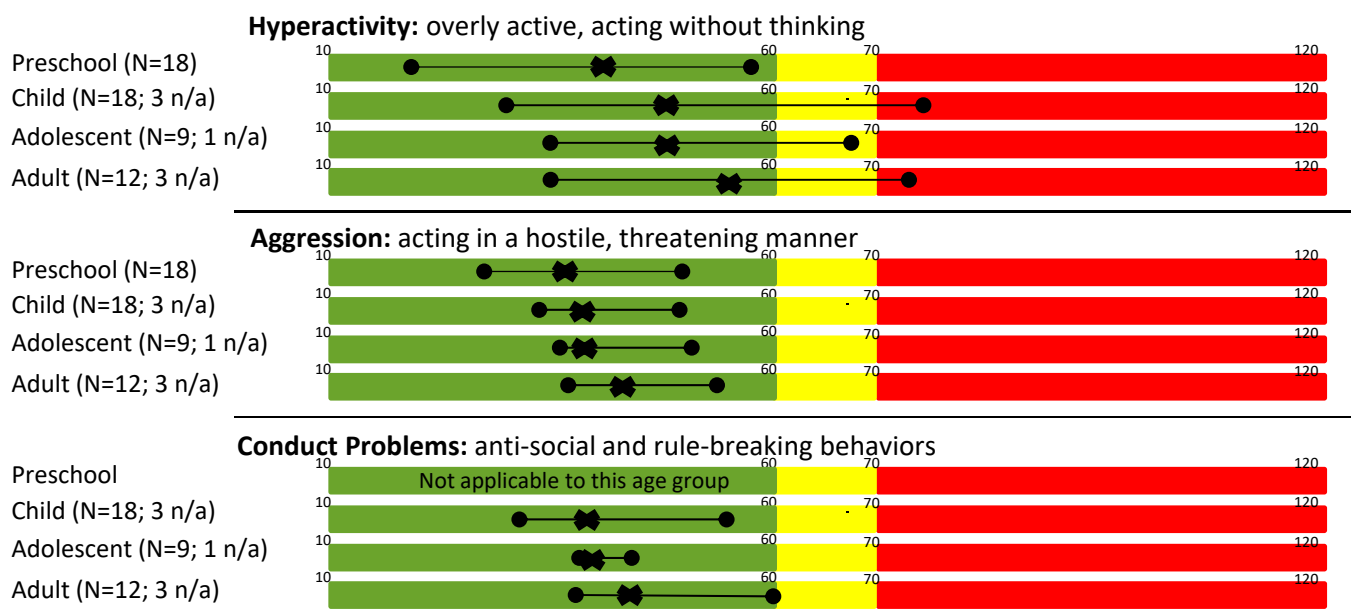 Hyperactivity: overly active, acting without thinking
10 60 70 120
Preschool (N=18)
10 60 70 120
Child (N=18; 3 n/a)
10 60 70 120
Adolescent (N=9; 1 n/a)
10 60 70 120
Adult (N=12; 3 n/a)
Aggression: acting in a hostile, threatening manner
10 60 70 120
Preschool (N=18)
10 60 70 120
Child (N=18; 3 n/a)
10 60 70 120
Adolescent (N=9; 1 n/a)
10 60 70 120
Adult (N=12; 3 n/a)
Conduct Problems: anti-social and rule-breaking behaviors
10 60 70 120
Preschool Not applicable to this age group
10 60 70 120
Child (N=18; 3 n/a)
10 60 70 120
Adolescent (N=9; 1 n/a)
10 60 70 120
Adult (N=12; 3 n/a)